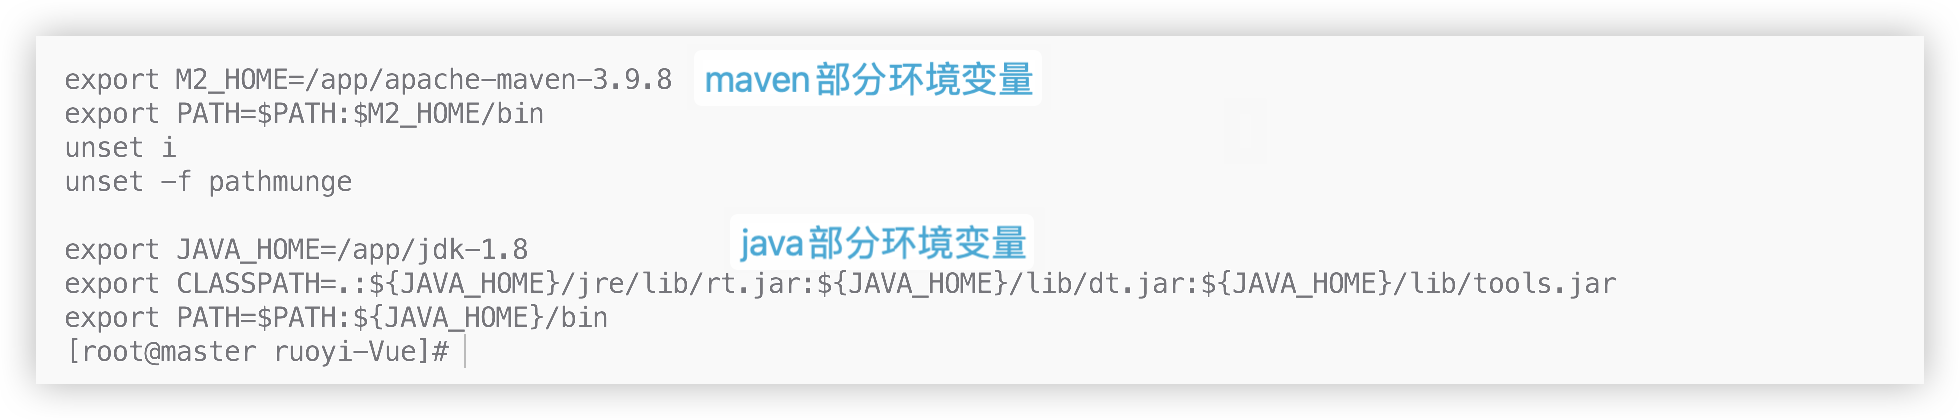 export M2_HOME=/app/apache-maven-3.9.8 maven部分环境变量
export PATH=$PATH:$M2_HOME/bin
unset i
unset -f pathmunge
export JAVA_HOME=/app/jdk-1.8 java部分环境变量
export CLASSPATH=.:${JAVA_HOME}/jre/lib/rt.jar:${JAVA_HOME}/lib/dt.jar:${JAVA_HOME}/lib/tools.jar
export PATH=$PATH:${JAVA_HOME}/bin
[root@master ruoyi-Vue]#